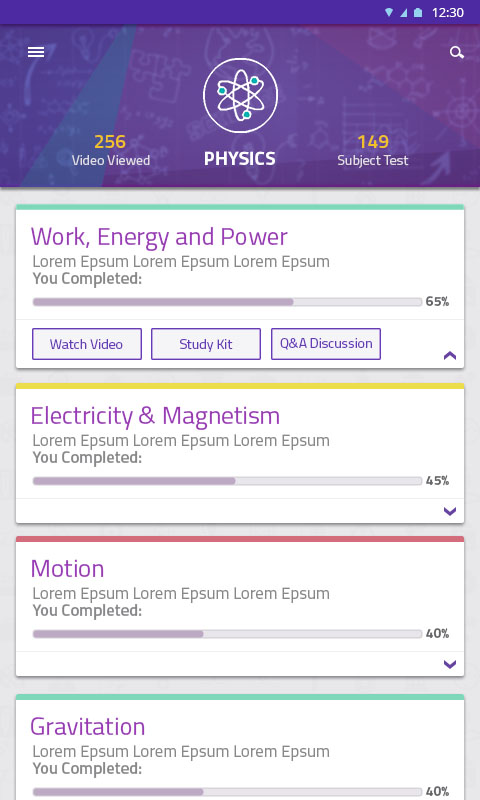 12:30
256
Video Viewed
PHYSICS
149
Subject Test
Work, Energy and Power
Lorem Epsum Lorem Epsum Lorem Epsum
You Completed:
65%
Watch Video
Study Kit
Q&A Discussion
Electricity & Magnetism
Lorem Epsum Lorem Epsum Lorem Epsum
You Completed:
45%
Motion
Lorem Epsum Lorem Epsum Lorem Epsum
You Completed:
40%
Gravitation
Lorem Epsum Lorem Epsum Lorem Epsum
You Completed:
40%